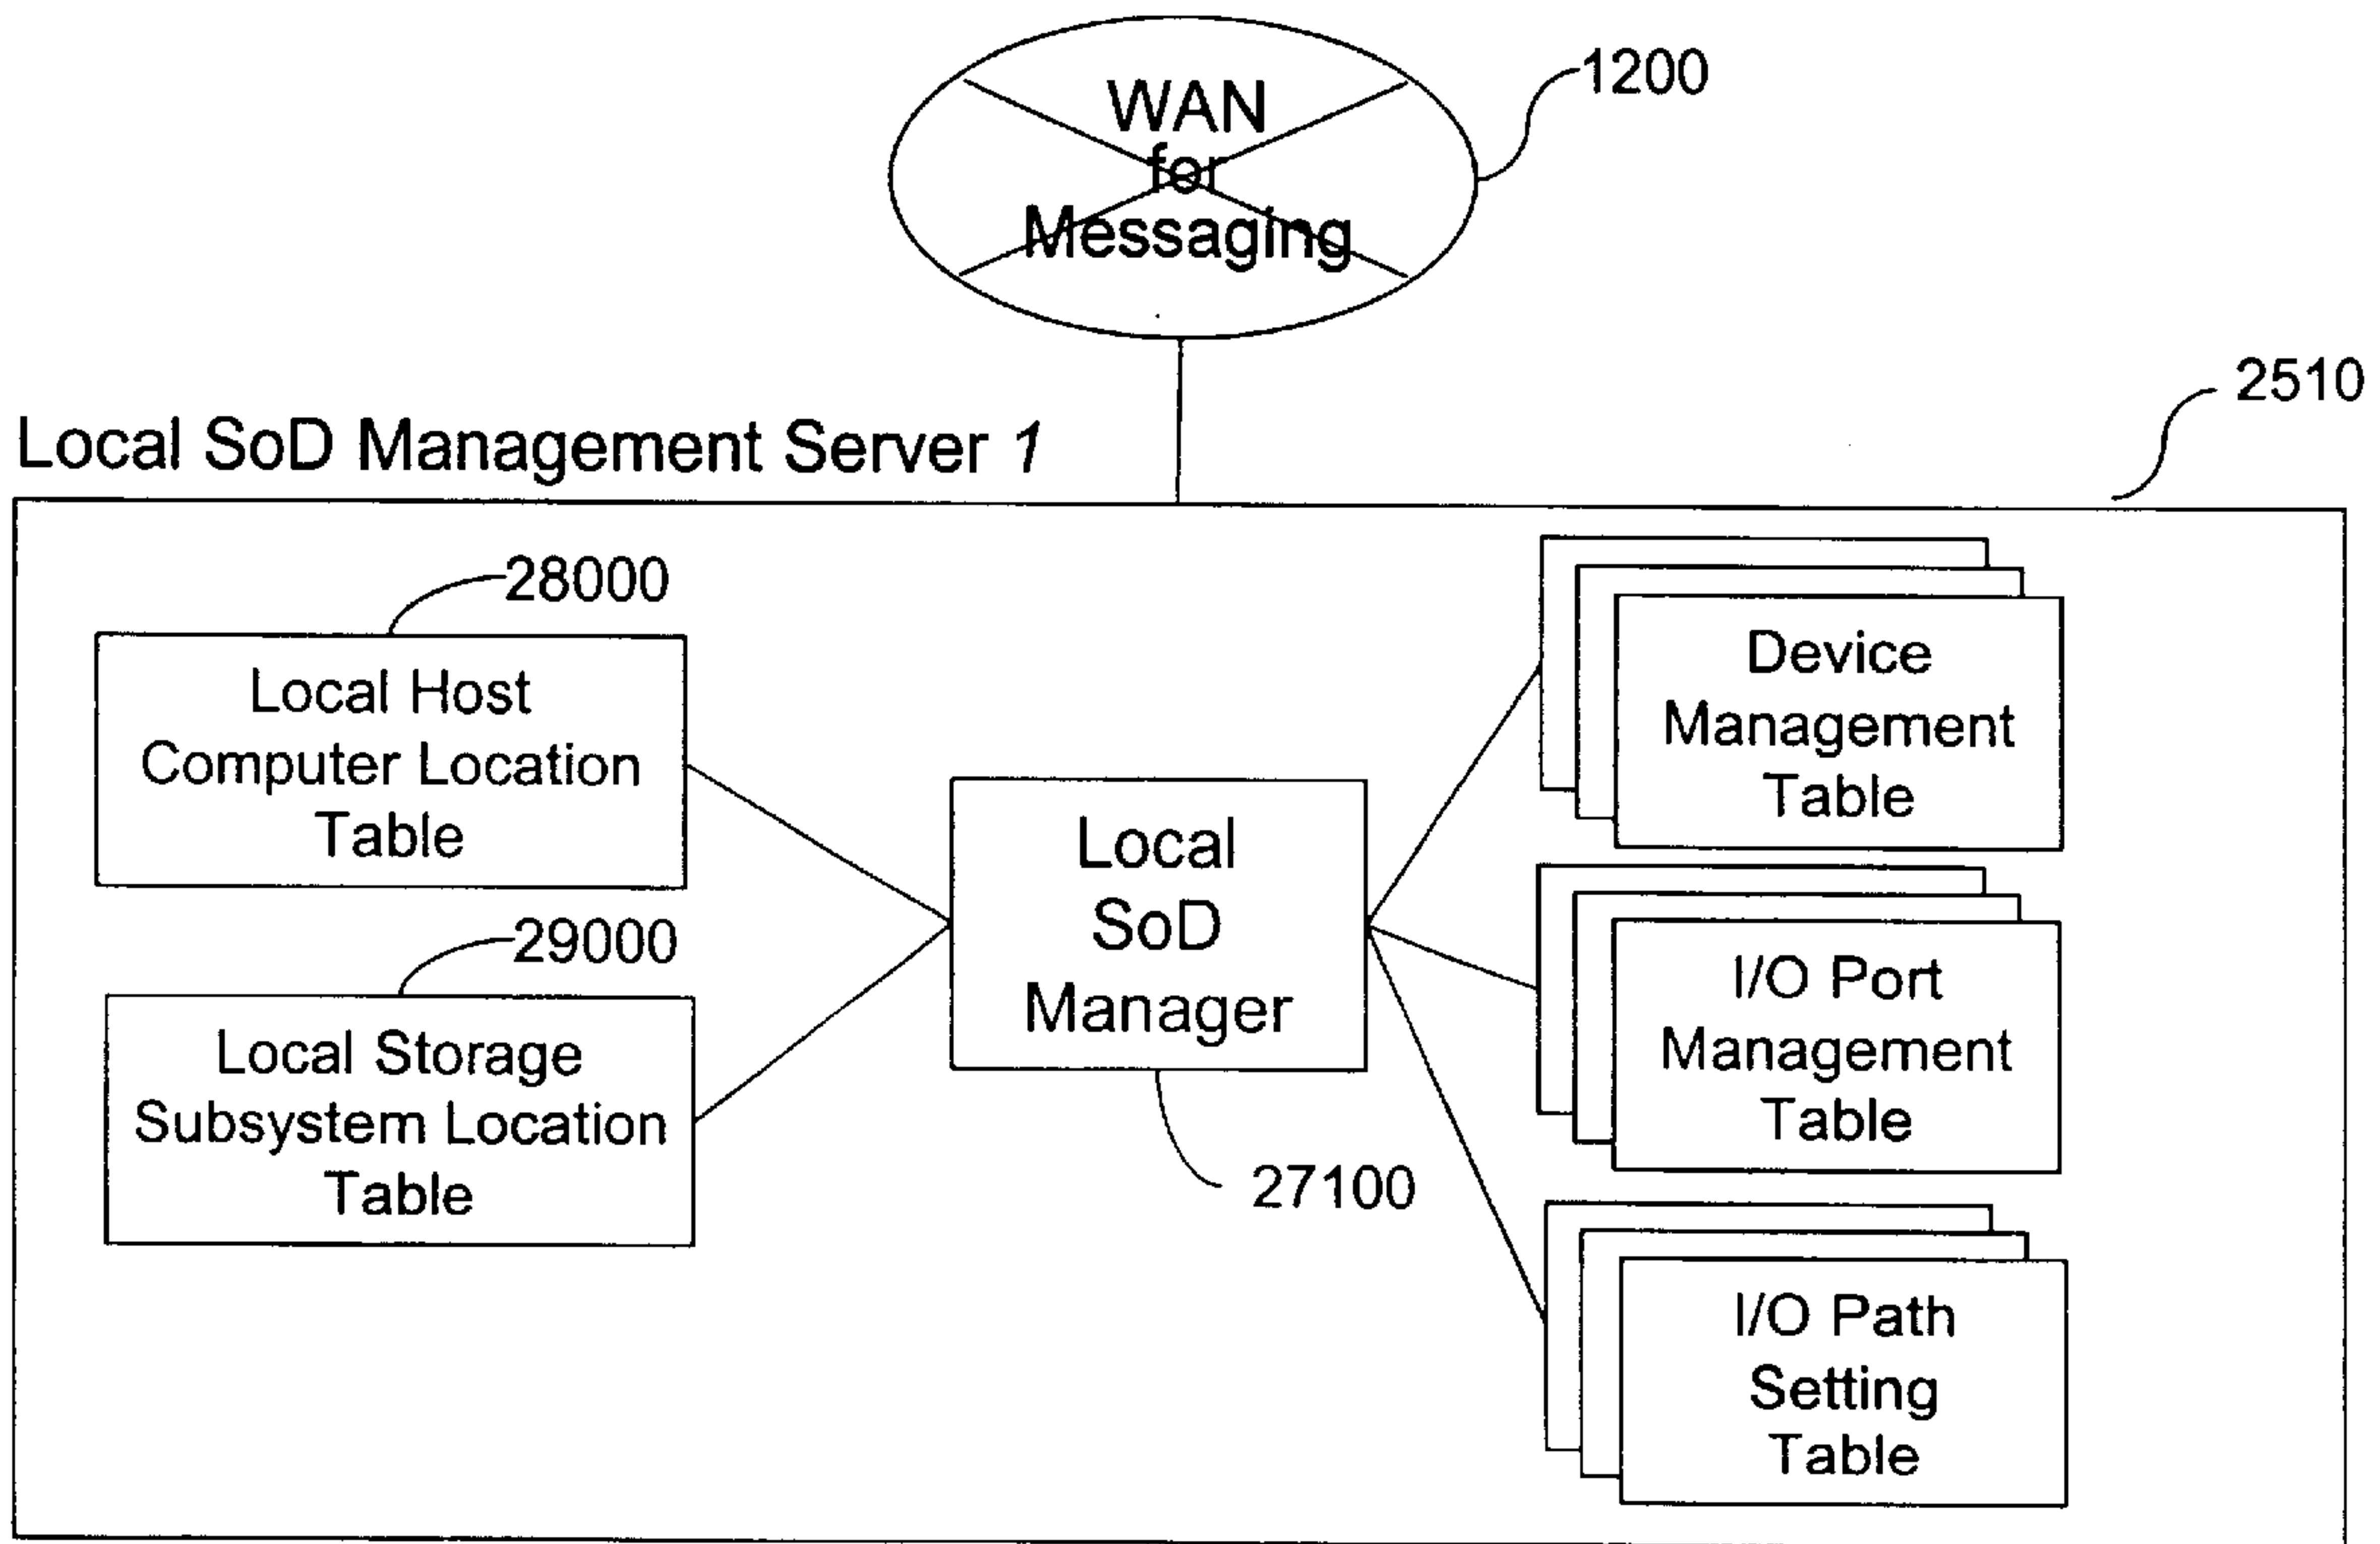 WAN
for
Messaging
1200
2510
Local SoD Management Server 1
28000
Local Host
Computer Location
Table
29000
Local Storage
Subsystem Location
Table
Local
SoD
Manager
27100
Device
Management
Table
I/O Port
Management
Table
I/O Path
Setting
Table